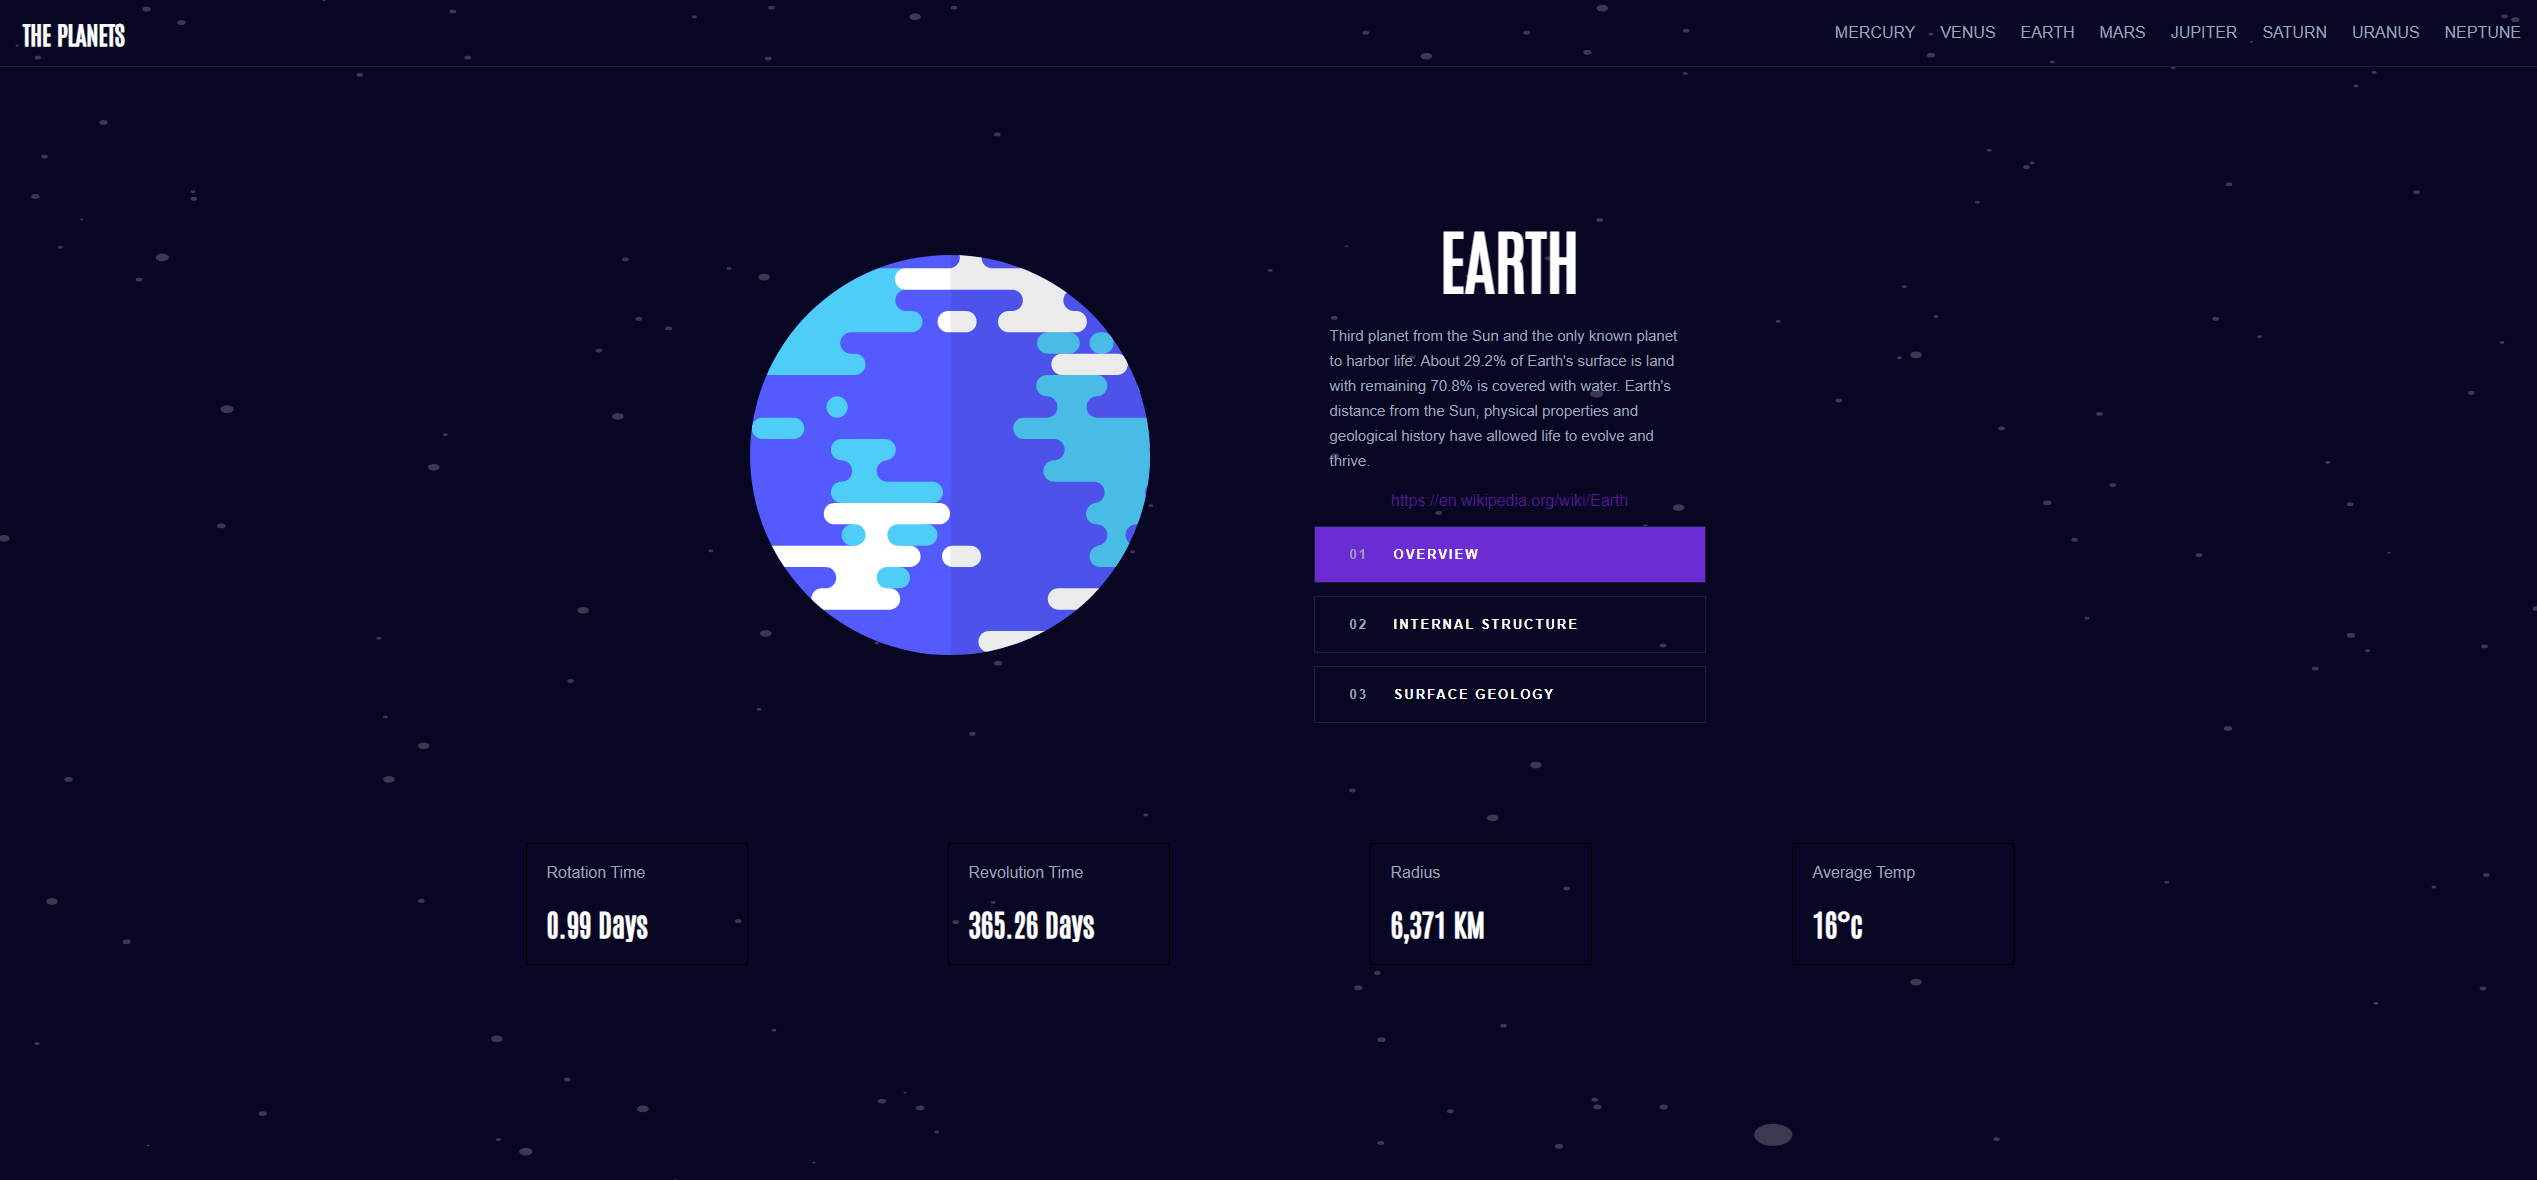 THE PLANETS
MERCURY VENUS EARTH MARS JUPITER SATURN URANUS NEPTUNE
EARTH
Third planet from the Sun and the only known planet
to harbor life. About 29.2% of Earth's surface is land
with remaining 70.8% is covered with water. Earth's
distance from the Sun, physical properties and
geological history have allowed life to evolve and
thrive.
https://en.wikipedia.org/wiki/Earth
01 OVERVIEW
02 INTERNAL STRUCTURE
03 SURFACE GEOLOGY
Rotation Time
0.99 Days
Revolution Time
365.26 Days
Radius
6,371 KM
Average Temp
16°c